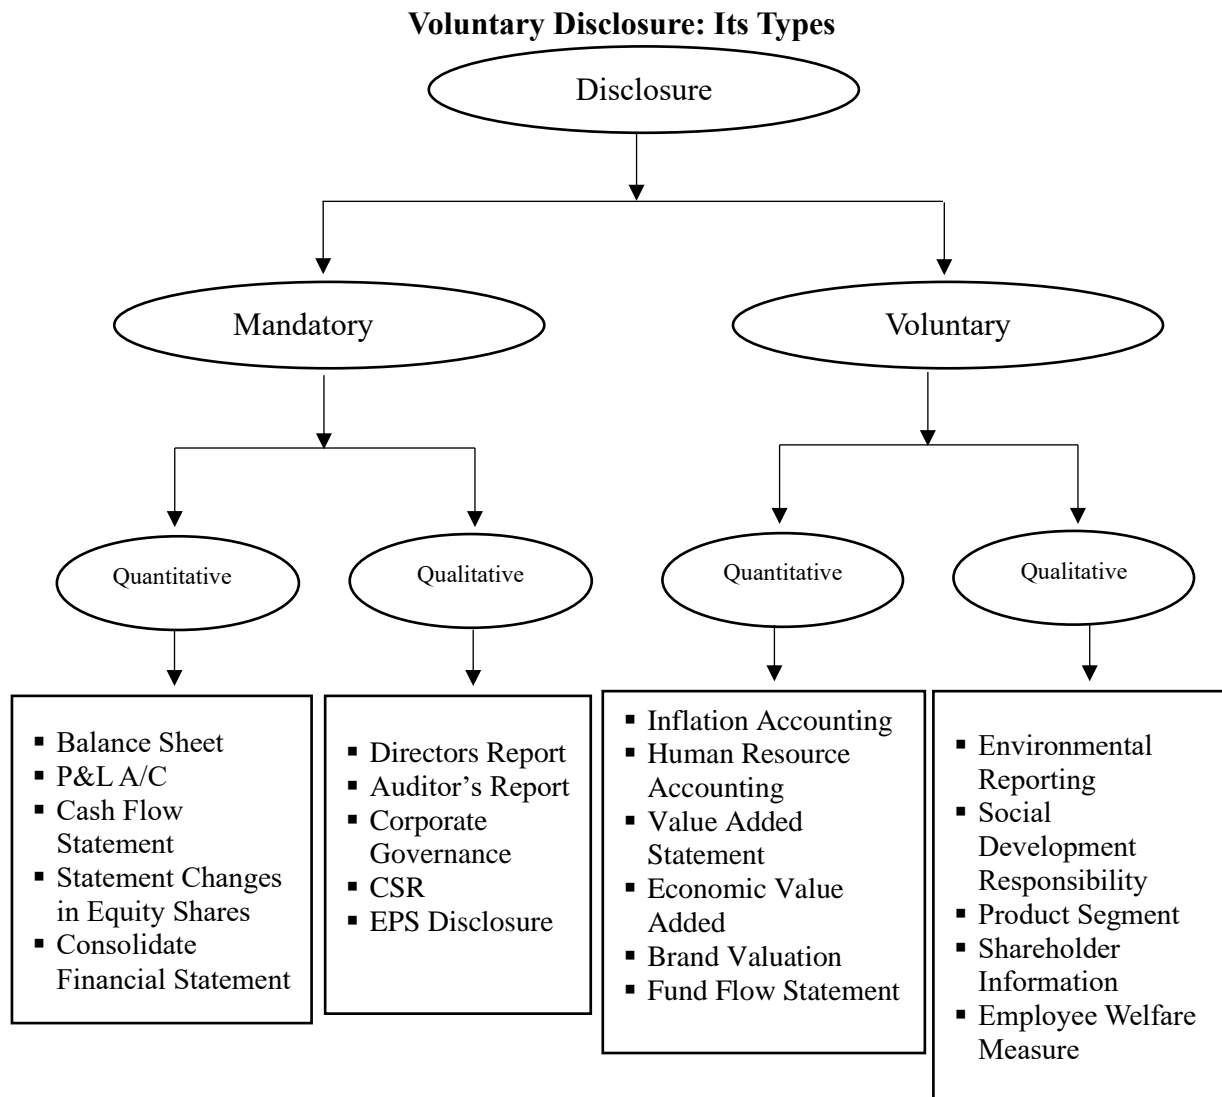 Voluntary Disclosure: Its Types
Disclosure
Mandatory
Voluntary
Quantitative
Qualitative
Quantitative
Qualitative
▪ Balance Sheet
▪ P&L A/C
▪ Cash Flow
Statement
▪ Statement Changes
in Equity Shares
▪ Consolidate
Financial Statement
▪ Directors Report
▪ Auditor’s Report
▪ Corporate
Governance
▪ CSR
▪ EPS Disclosure
▪ Inflation Accounting
▪ Human Resource
Accounting
▪ Value Added
Statement
▪ Economic Value
Added
▪ Brand Valuation
▪ Fund Flow Statement
▪ Environmental
Reporting
▪ Social
Development
Responsibility
▪ Product Segment
▪ Shareholder
Information
▪ Employee Welfare
Measure